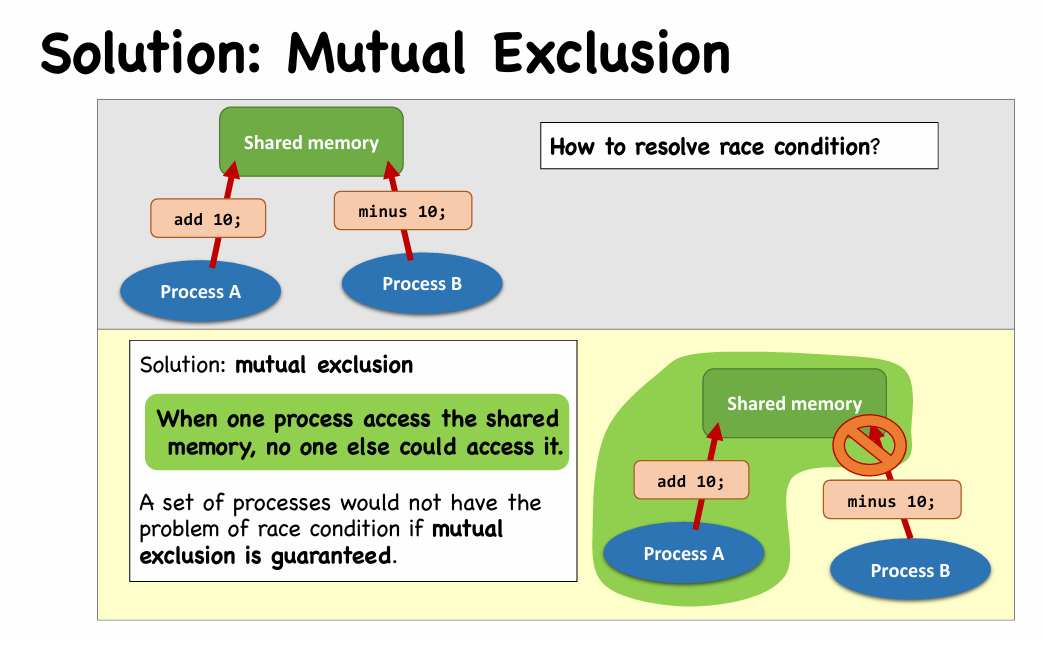 Solution: Mutual Exclusion
Shared memory
How to resolve race condition?
add 10;
minus 10;
Process A
Process B
Solution: mutual exclusion
When one process access the shared
memory, no one else could access it.
A set of processes would not have the
problem of race condition if mutual
exclusion is guaranteed.
Shared memory
add 10;
minus 10;
Process A
Process B